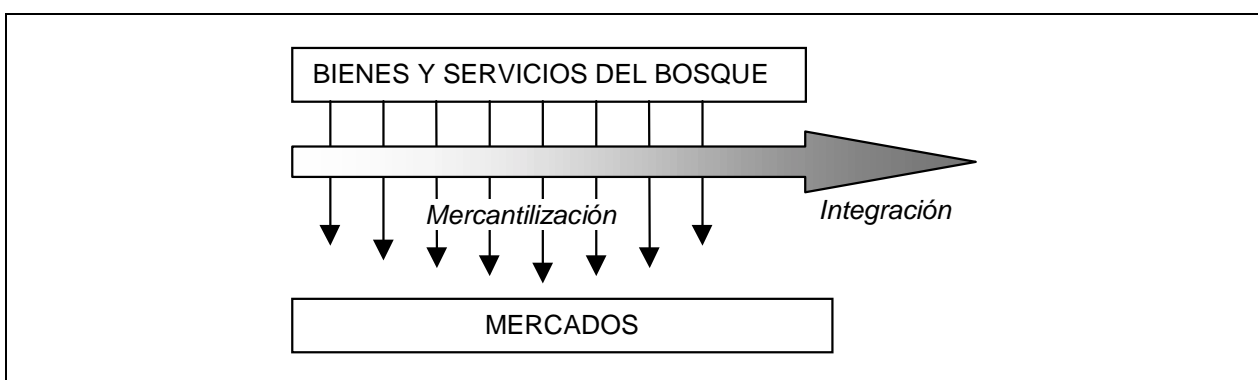 BIENES Y SERVICIOS DEL BOSQUE
Mercantilización
Integración
MERCADOS